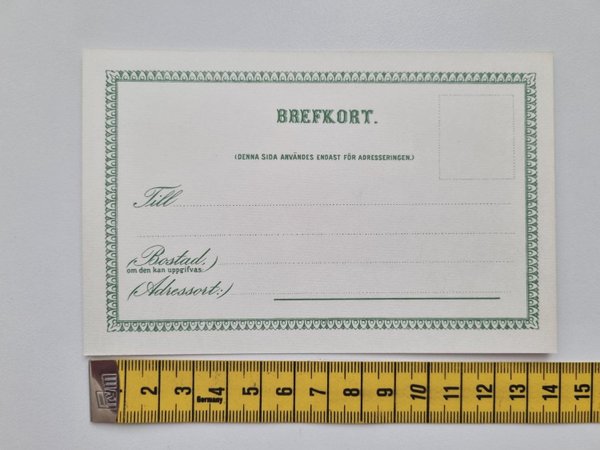 BREFKORT.
(DENNA SIDA ANVÄNDES ENDAST FÖR ADRESSERINGEN.)
Till
(Bostad.)
om den kan uppgifvas.
(Adressort:)
2 3 4 5 6 7 8 9 10 11 12 13 14 15
Germany